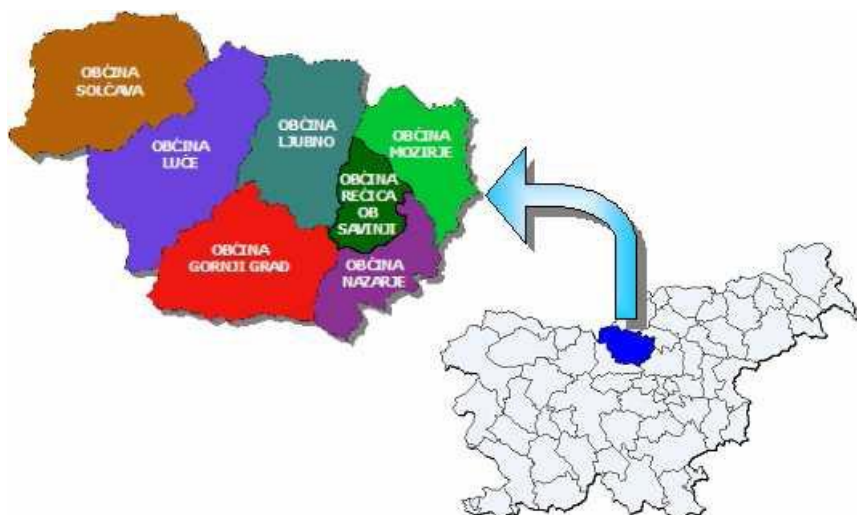 OBČINA
SOLČAVA
OBČINA
LUČE
OBČINA
LJUBNO
OBČINA
MOZIRJE
OBČINA
REČICA
OB
SAVINJI
OBČINA
GORNJI GRAD
OBČINA
NAZARJE